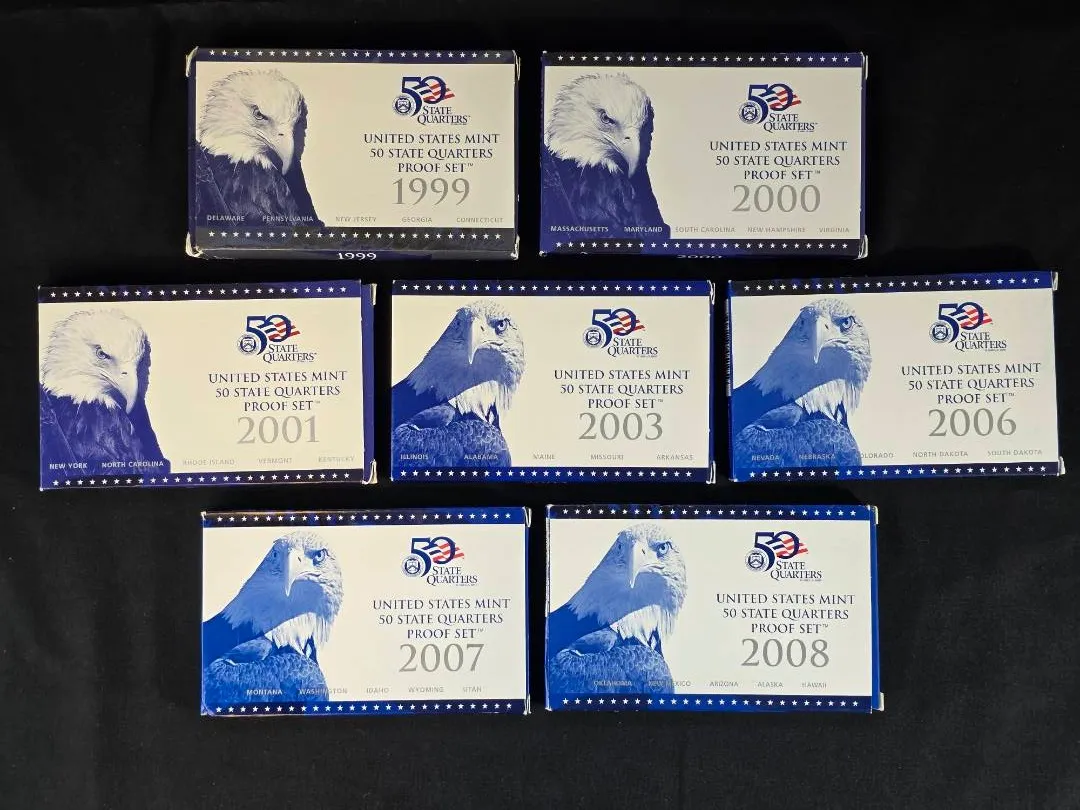 50
STATE
QUARTERS™
UNITED STATES MINT
50 STATE QUARTERS
PROOF SET™
1999
DELAWARE PENNSYLVANIA NEW JERSEY GEORGIA CONNECTICUT
1999
50
STATE
QUARTERS™
UNITED STATES MINT
50 STATE QUARTERS
PROOF SET™
2000
MASSACHUSETTS MARYLAND SOUTH CAROLINA NEW HAMPSHIRE VIRGINIA
2000
50
STATE
QUARTERS™
UNITED STATES MINT
50 STATE QUARTERS
PROOF SET™
2001
NEW YORK NORTH CAROLINA RHODE ISLAND VERMONT KENTUCKY
50
STATE
QUARTERS
UNITED STATES MINT
50 STATE QUARTERS
PROOF SET™
2003
ILLINOIS ALABAMA MAINE MISSOURI ARKANSAS
50
STATE
QUARTERS
UNITED STATES MINT
50 STATE QUARTERS
PROOF SET™
2006
NEVADA NEBRASKA COLORADO NORTH DAKOTA SOUTH DAKOTA
50
STATE
QUARTERS
UNITED STATES MINT
50 STATE QUARTERS
PROOF SET™
2007
MONTANA WASHINGTON IDAHO WYOMING UTAH
50
STATE
QUARTERS
UNITED STATES MINT
50 STATE QUARTERS
PROOF SET™
2008
OKLAHOMA NEW MEXICO ARIZONA ALASKA HAWAII